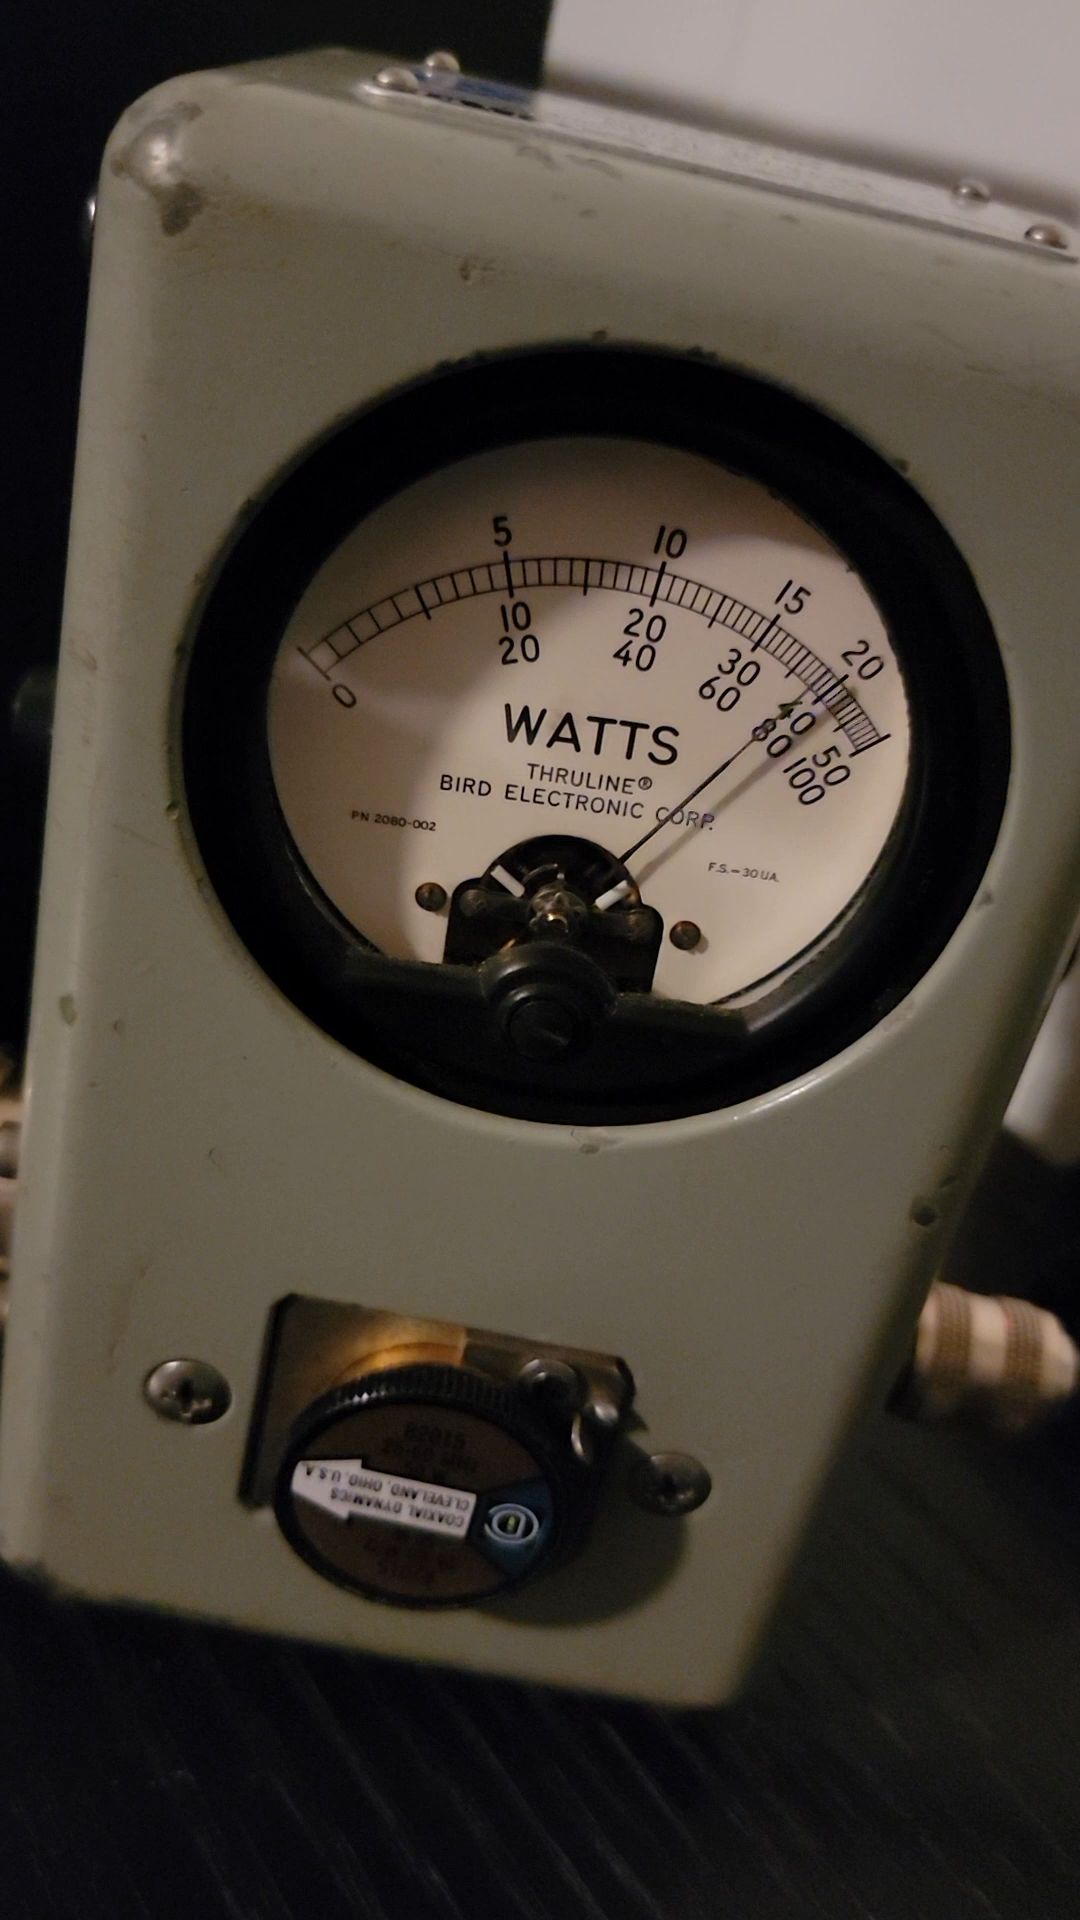 5 10 15 20
0 10 20 30 40 50
20 40 60 80 100
WATTS
THRULINE®
BIRD ELECTRONIC CORP.
PN 2080-002
F.S.=30UA.
COAXIAL DYNAMICS
CLEVELAND, OHIO, U.S.A.